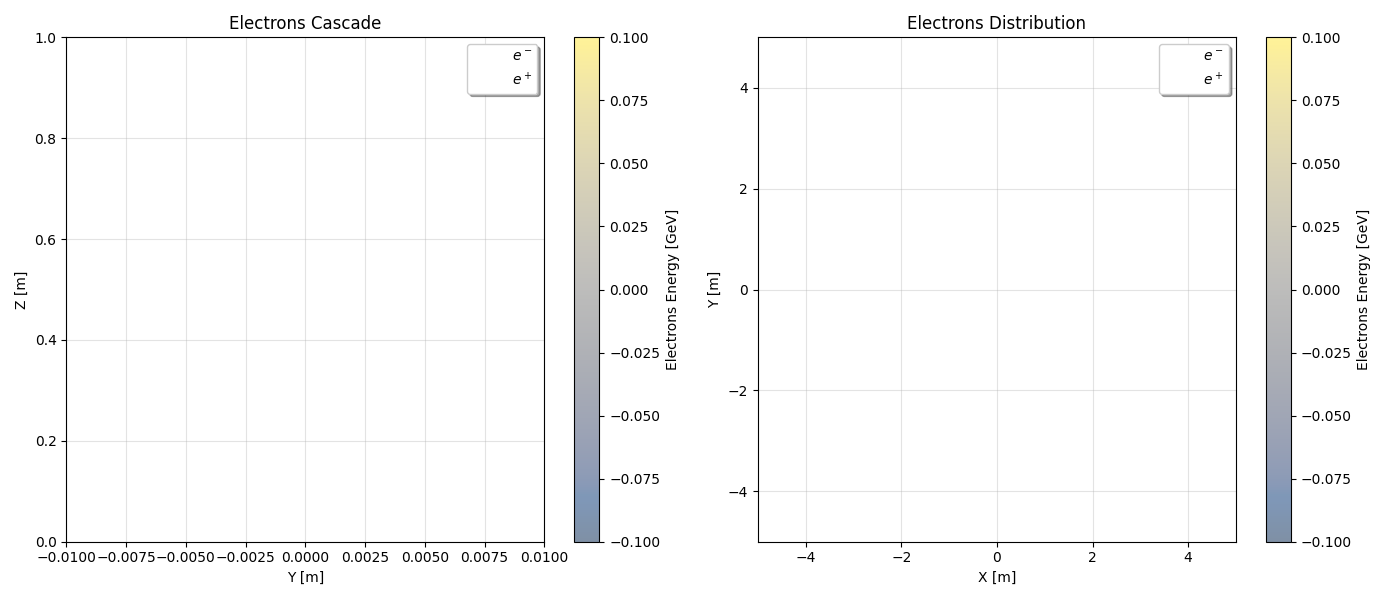 Electrons Cascade
1.0
0.8
0.6
0.4
0.2
0.0
Z [m]
−0.0100 −0.0075 −0.0050 −0.0025 0.0000 0.0025 0.0050 0.0075 0.0100
Y [m]
e⁻
e⁺
0.100
0.075
0.050
0.025
0.000
−0.025
−0.050
−0.075
−0.100
Electrons Energy [GeV]
Electrons Distribution
4
2
0
−2
−4
Y [m]
−4 −2 0 2 4
X [m]
e⁻
e⁺
0.100
0.075
0.050
0.025
0.000
−0.025
−0.050
−0.075
−0.100
Electrons Energy [GeV]